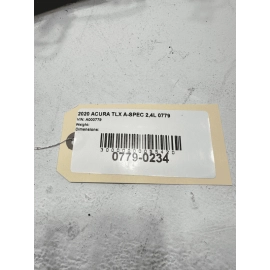 2020 ACURA TLX A-SPEC 2.4L 0779
VIN: A000779
Weight:
Dimensions:
0779-0234